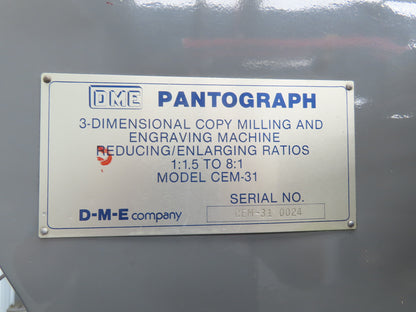 DME PANTOGRAPH
3-DIMENSIONAL COPY MILLING AND
ENGRAVING MACHINE
REDUCING/ENLARGING RATIOS
1:1.5 TO 8:1
MODEL CEM-31
SERIAL NO.
D-M-E company CEM-31 0024